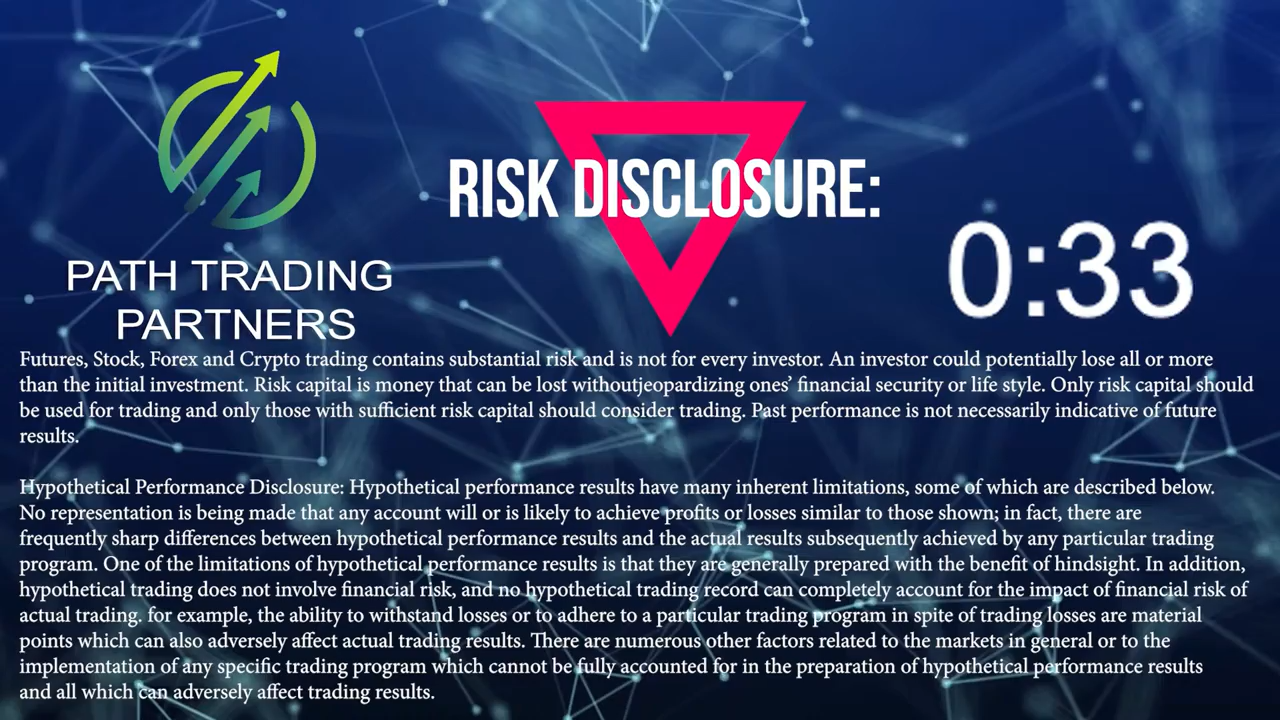 PATH TRADING
PARTNERS
RISK DISCLOSURE:
0:33
Futures, Stock, Forex and Crypto trading contains substantial risk and is not for every investor. An investor could potentially lose all or more
than the initial investment. Risk capital is money that can be lost withoutjeopardizing ones’ financial security or life style. Only risk capital should
be used for trading and only those with sufficient risk capital should consider trading. Past performance is not necessarily indicative of future
results.
Hypothetical Performance Disclosure: Hypothetical performance results have many inherent limitations, some of which are described below.
No representation is being made that any account will or is likely to achieve profits or losses similar to those shown; in fact, there are
frequently sharp differences between hypothetical performance results and the actual results subsequently achieved by any particular trading
program. One of the limitations of hypothetical performance results is that they are generally prepared with the benefit of hindsight. In addition,
hypothetical trading does not involve financial risk, and no hypothetical trading record can completely account for the impact of financial risk of
actual trading. for example, the ability to withstand losses or to adhere to a particular trading program in spite of trading losses are material
points which can also adversely affect actual trading results. There are numerous other factors related to the markets in general or to the
implementation of any specific trading program which cannot be fully accounted for in the preparation of hypothetical performance results
and all which can adversely affect trading results.